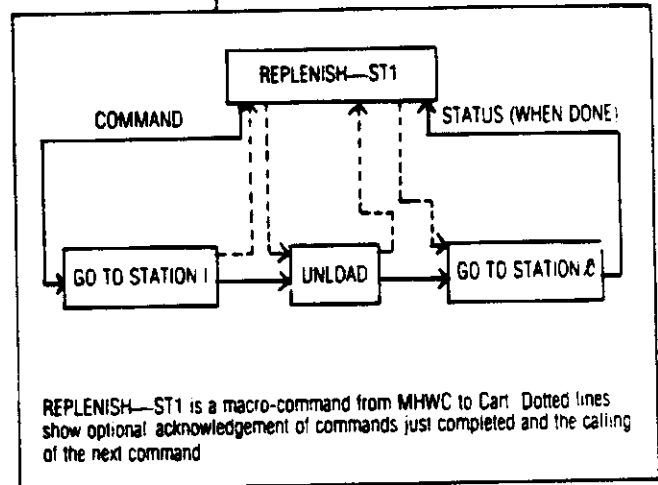 REPLENISH—ST1
COMMAND
STATUS (WHEN DONE)
GO TO STATION I
UNLOAD
GO TO STATION
REPLENISH—ST1 is a macro-command from MHWC to Cart Dotted lines
show optional acknowledgement of commands just completed and the calling
of the next command